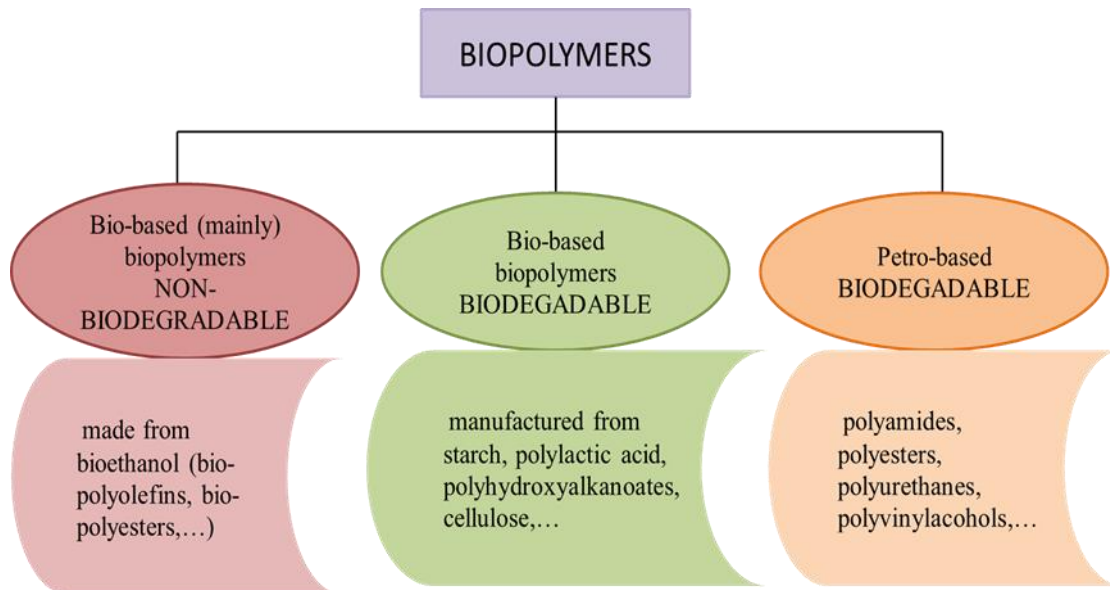 BIOPOLYMERS
Bio-based (mainly)
biopolymers
NON-
BIODEGRADABLE
Bio-based
biopolymers
BIODEGADABLE
Petro-based
BIODEGADABLE
made from
bioethanol (bio-
polyolefins, bio-
polyesters,…)
manufactured from
starch, polylactic acid,
polyhydroxyalkanoates,
cellulose,…
polyamides,
polyesters,
polyurethanes,
polyvinylacohols,…